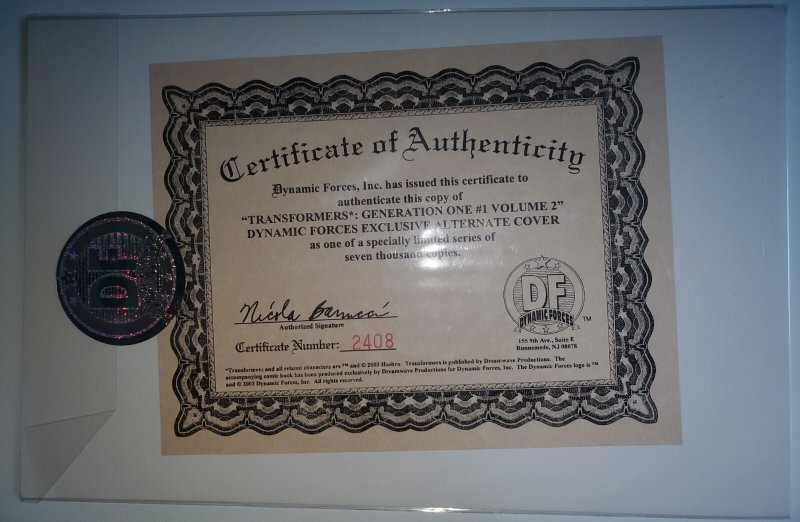 Certificate of Authenticity
Dynamic Forces, Inc. has issued this certificate to
authenticate this copy of
"TRANSFORMERS*: GENERATION ONE #1 VOLUME 2"
DYNAMIC FORCES EXCLUSIVE ALTERNATE COVER
as one of a specially limited series of
seven thousand copies.
DF
Nicola Barrucci
Authorized Signature
Certificate Number: 2408
DF
DYNAMIC FORCES
TM
155 9th Ave., Suite E
Runnemede, NJ 08078
*Transformers and all related characters are ™ and © 2003 Hasbro. Transformers is published by Dreamwave Productions. The
accompanying comic book has been produced exclusively by Dreamwave Productions for Dynamic Forces, Inc. The Dynamic Forces logo is ™
and © 2003 Dynamic Forces, Inc. All rights reserved.